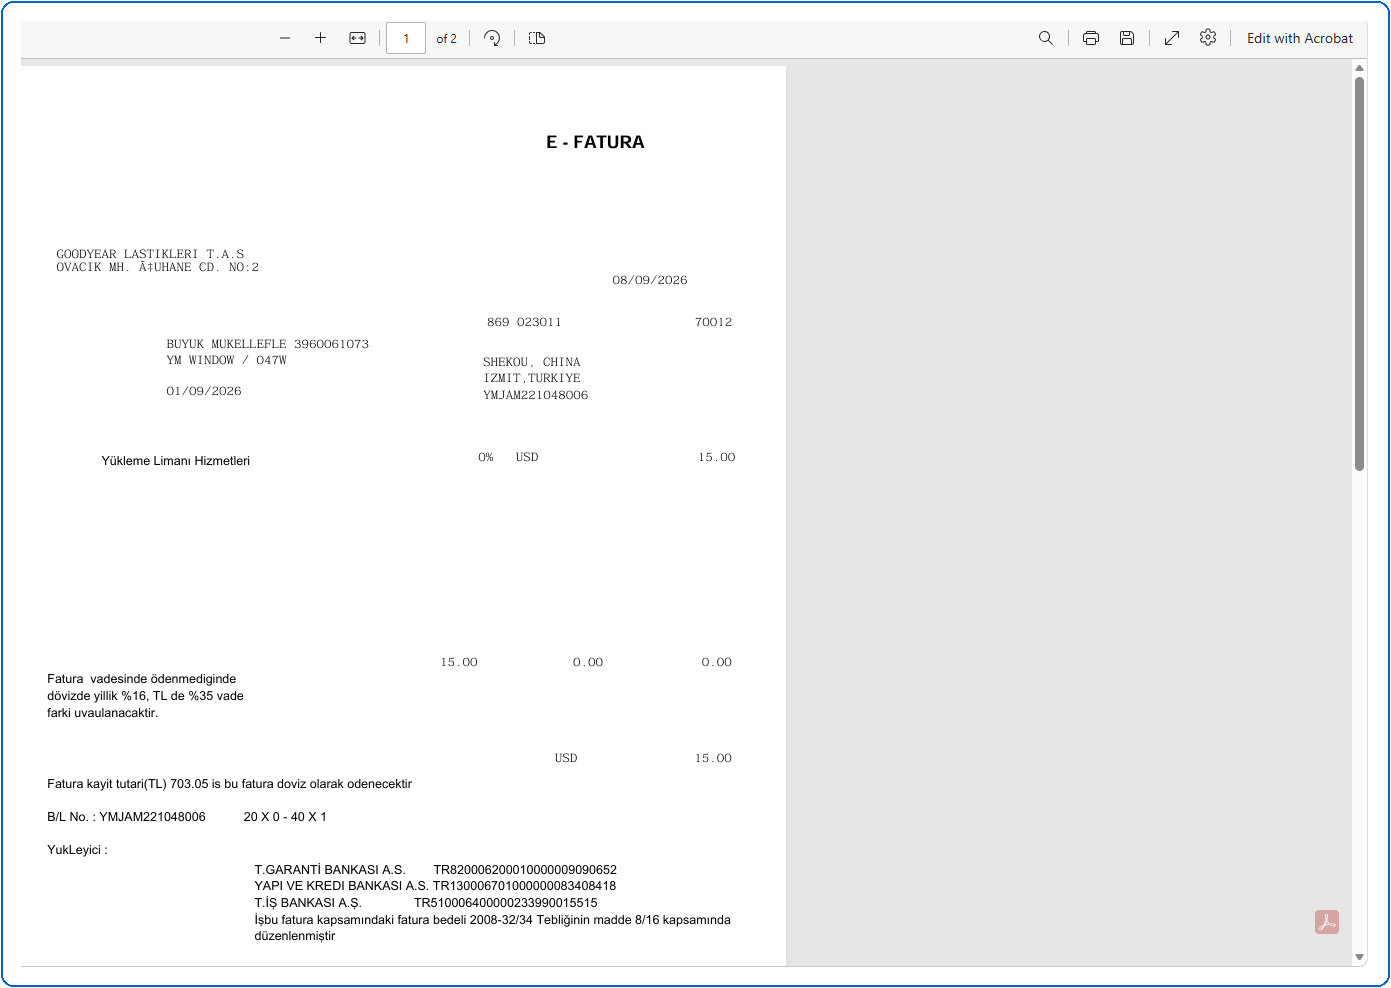 1 of 2 Edit with Acrobat
E - FATURA
GOODYEAR LASTIKLERI T.A.S
OVACIK MH. Ã‡UHANE CD. NO:2
08/09/2026
869 023011 70012
BUYUK MUKELLEFLE 3960061073
YM WINDOW / 047W
SHEKOU, CHINA
IZMIT,TURKIYE
01/09/2026
YMJAM221048006
Yükleme Limanı Hizmetleri 0% USD 15.00
15.00 0.00 0.00
Fatura vadesinde ödenmediginde
dövizde yillik %16, TL de %35 vade
farki uvaulanacaktir.
USD 15.00
Fatura kayit tutari(TL) 703.05 is bu fatura doviz olarak odenecektir
B/L No. : YMJAM221048006 20 X 0 - 40 X 1
YukLeyici :
T.GARANTİ BANKASI A.S. TR820006200010000009090652
YAPI VE KREDI BANKASI A.S. TR130006701000000083408418
T.İŞ BANKASI A.Ş. TR510006400000233990015515
İşbu fatura kapsamındaki fatura bedeli 2008-32/34 Tebliğinin madde 8/16 kapsamında
düzenlenmiştir